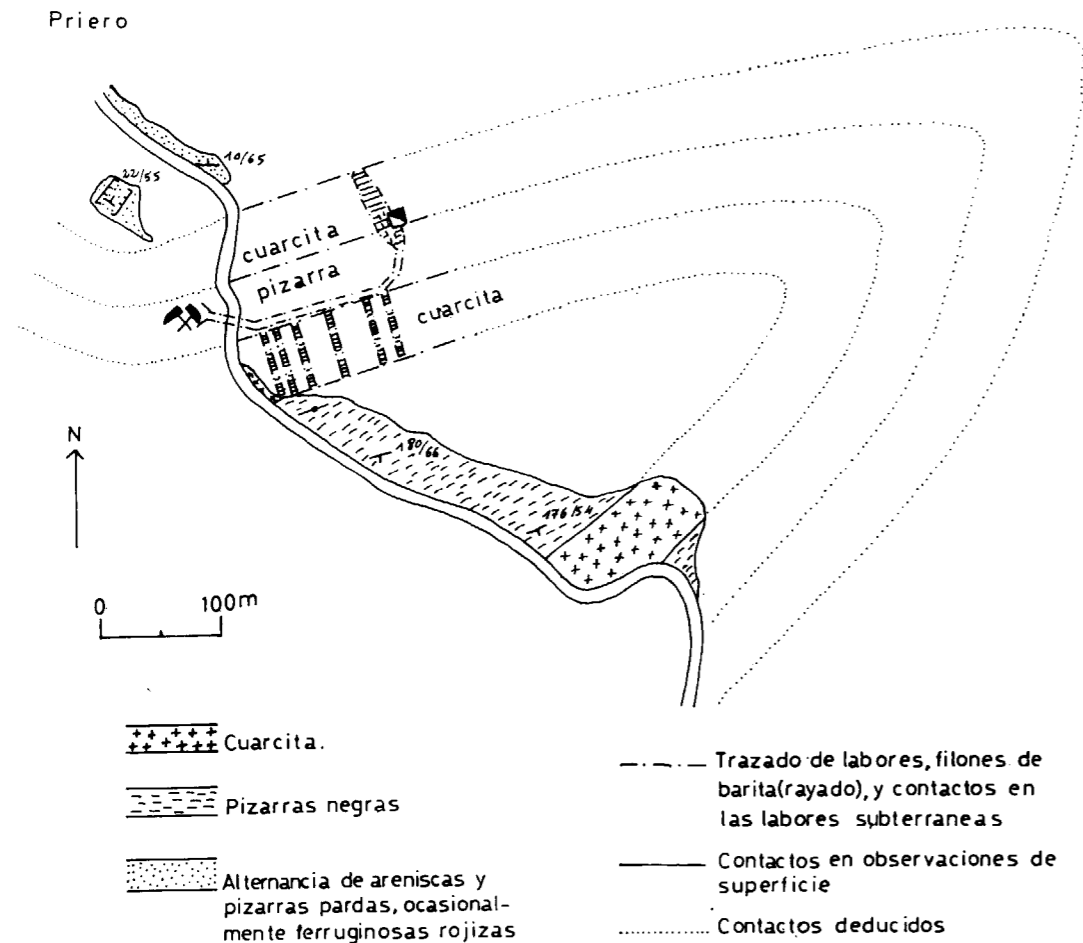 Priero
10/65
22/55
cuarcita
pizarra
cuarcita
N
180/66
176/54
0 100m
Cuarcita.
Pizarras negras
Alternancia de areniscas y
pizarras pardas, ocasional-
mente ferruginosas rojizas
Trazado de labores, filones de
barita(rayado), y contactos en
las labores subterraneas
Contactos en observaciones de
superficie
Contactos deducidos